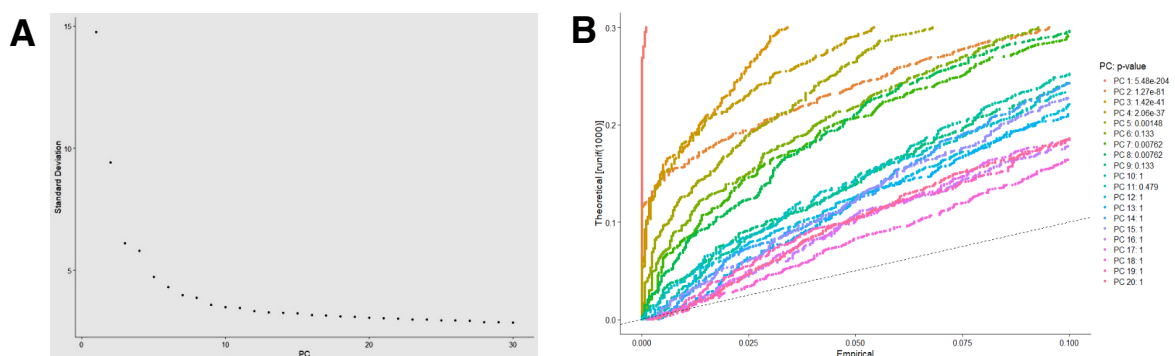 A
15
10
5
Standard Deviation
0
10
20
30
PC
B
0.3
0.2
0.1
0.0
Theoretical [runif(1000)]
0.000
0.025
0.050
0.075
0.100
Empirical
PC: p-value
PC 1: 5.48e-204
PC 2: 1.27e-81
PC 3: 1.42e-41
PC 4: 2.06e-37
PC 5: 0.00148
PC 6: 0.133
PC 7: 0.00762
PC 8: 0.00762
PC 9: 0.133
PC 10: 1
PC 11: 0.479
PC 12: 1
PC 13: 1
PC 14: 1
PC 15: 1
PC 16: 1
PC 17: 1
PC 18: 1
PC 19: 1
PC 20: 1